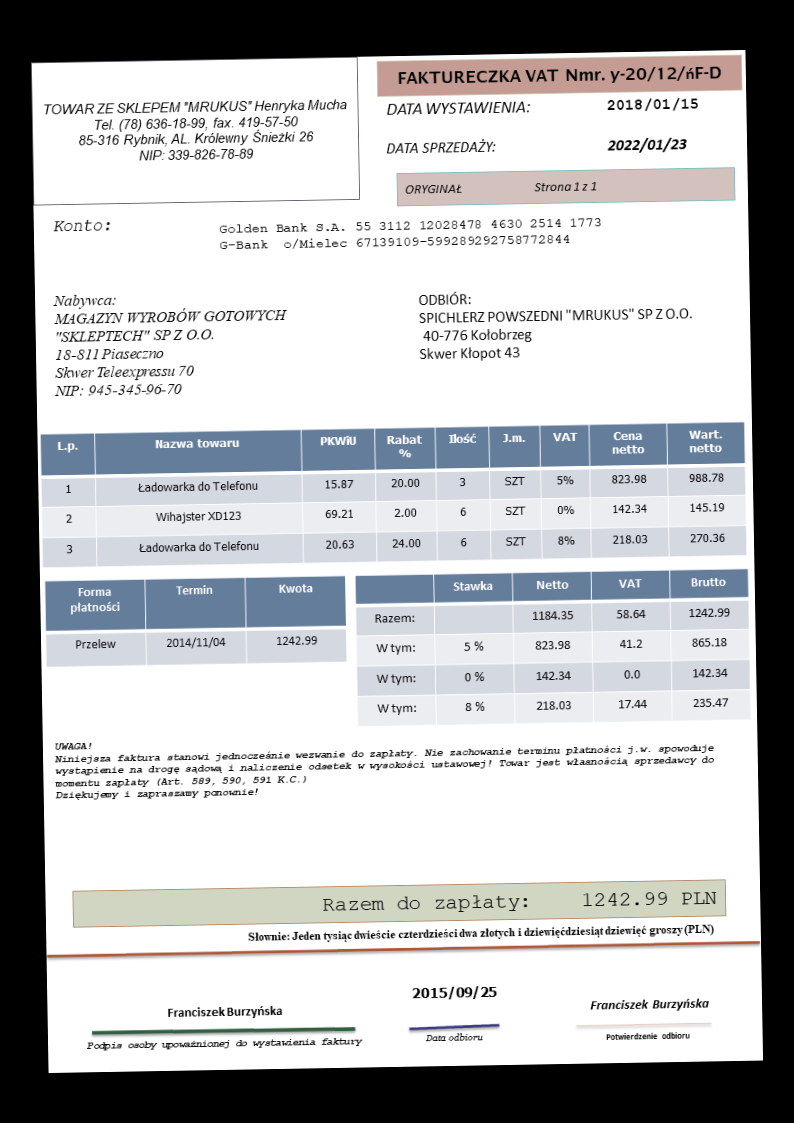 TOWAR ZE SKLEPEM "MRUKUS" Henryka Mucha
Tel. (78) 636-18-99, fax. 419-57-50
85-316 Rybnik, AL. Królewny Śnieżki 26
NIP: 339-826-78-89
FAKTURECZKA VAT Nmr. y-20/12/ńF-D
DATA WYSTAWIENIA: 2018/01/15
DATA SPRZEDAŻY: 2022/01/23
ORYGINAŁ Strona 1 z 1
Konto: Golden Bank S.A. 55 3112 12028478 4630 2514 1773
G-Bank o/Mielec 67139109-599289292758772844
Nabywca:
MAGAZYN WYROBÓW GOTOWYCH
"SKLEPTECH" SP Z O.O.
18-811 Piaseczno
Skwer Teleexpressu 70
NIP: 945-345-96-70
ODBIÓR:
SPICHLERZ POWSZEDNI "MRUKUS" SP Z O.O.
40-776 Kołobrzeg
Skwer Kłopot 43
L.p. Nazwa towaru PKWiU Rabat % Ilość J.m. VAT Cena netto Wart. netto
1 Ładowarka do Telefonu 15.87 20.00 3 SZT 5% 823.98 988.78
2 Wihajster XD123 69.21 2.00 6 SZT 0% 142.34 145.19
3 Ładowarka do Telefonu 20.63 24.00 6 SZT 8% 218.03 270.36
Forma płatności Termin Kwota
Przelew 2014/11/04 1242.99
Stawka Netto VAT Brutto
Razem: 1184.35 58.64 1242.99
W tym: 5 % 823.98 41.2 865.18
W tym: 0 % 142.34 0.0 142.34
W tym: 8 % 218.03 17.44 235.47
UWAGA!
Niniejsza faktura stanowi jednocześnie wezwanie do zapłaty. Nie zachowanie terminu płatności j.w. spowoduje
wystąpienie na drogę sądową i naliczenie odsetek w wysokości ustawowej! Towar jest własnością sprzedawcy do
momentu zapłaty (Art. 589, 590, 591 K.C.)
Dziękujemy i zapraszamy ponownie!
Razem do zapłaty: 1242.99 PLN
Słownie: Jeden tysiąc dwieście czterdzieści dwa złotych i dziewięćdziesiąt dziewięć groszy (PLN)
Franciszek Burzyńska
Podpis osoby upoważnionej do wystawienia faktury
2015/09/25
Data odbioru
Franciszek Burzyńska
Potwierdzenie odbioru